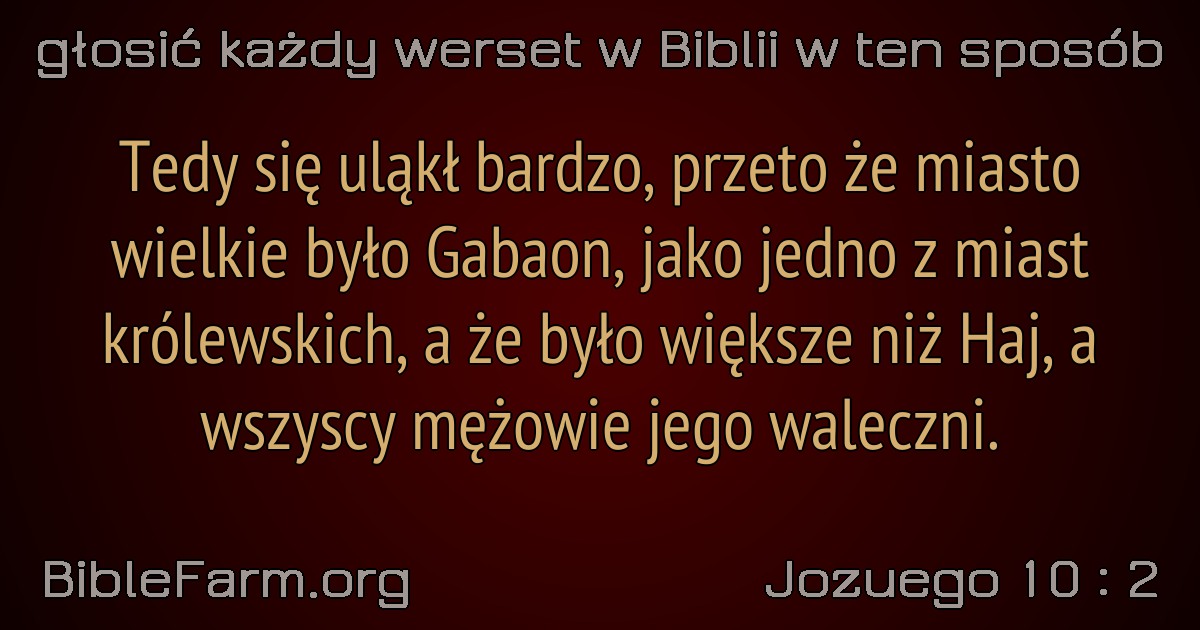 głosić każdy werset w Biblii w ten sposób
Tedy się uląkł bardzo, przeto że miasto
wielkie było Gabaon, jako jedno z miast
królewskich, a że było większe niż Haj, a
wszyscy mężowie jego waleczni.
BibleFarm.org
Jozuego 10 : 2